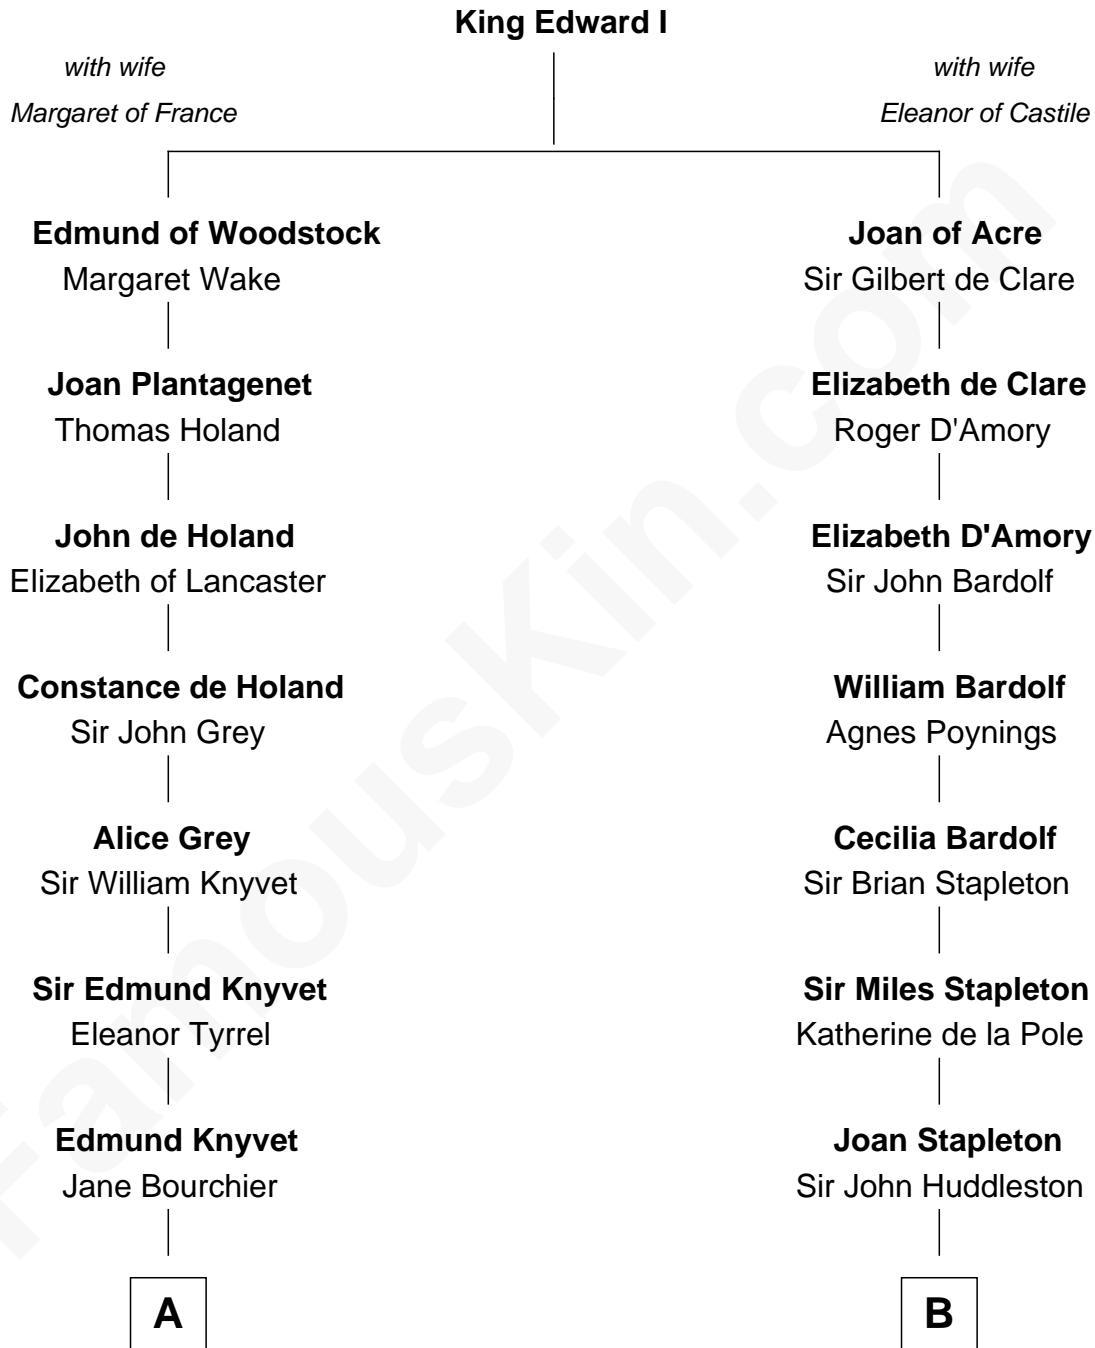 King Edward I
with wife
Margaret of France
with wife
Eleanor of Castile
Edmund of Woodstock
Margaret Wake
Joan of Acre
Sir Gilbert de Clare
Joan Plantagenet
Thomas Holand
Elizabeth de Clare
Roger D'Amory
John de Holand
Elizabeth of Lancaster
Elizabeth D'Amory
Sir John Bardolf
Constance de Holand
Sir John Grey
William Bardolf
Agnes Poynings
Alice Grey
Sir William Knyvet
Cecilia Bardolf
Sir Brian Stapleton
Sir Edmund Knyvet
Eleanor Tyrrel
Sir Miles Stapleton
Katherine de la Pole
Edmund Knyvet
Jane Bourchier
Joan Stapleton
Sir John Huddleston
A
B
FamousKin.com